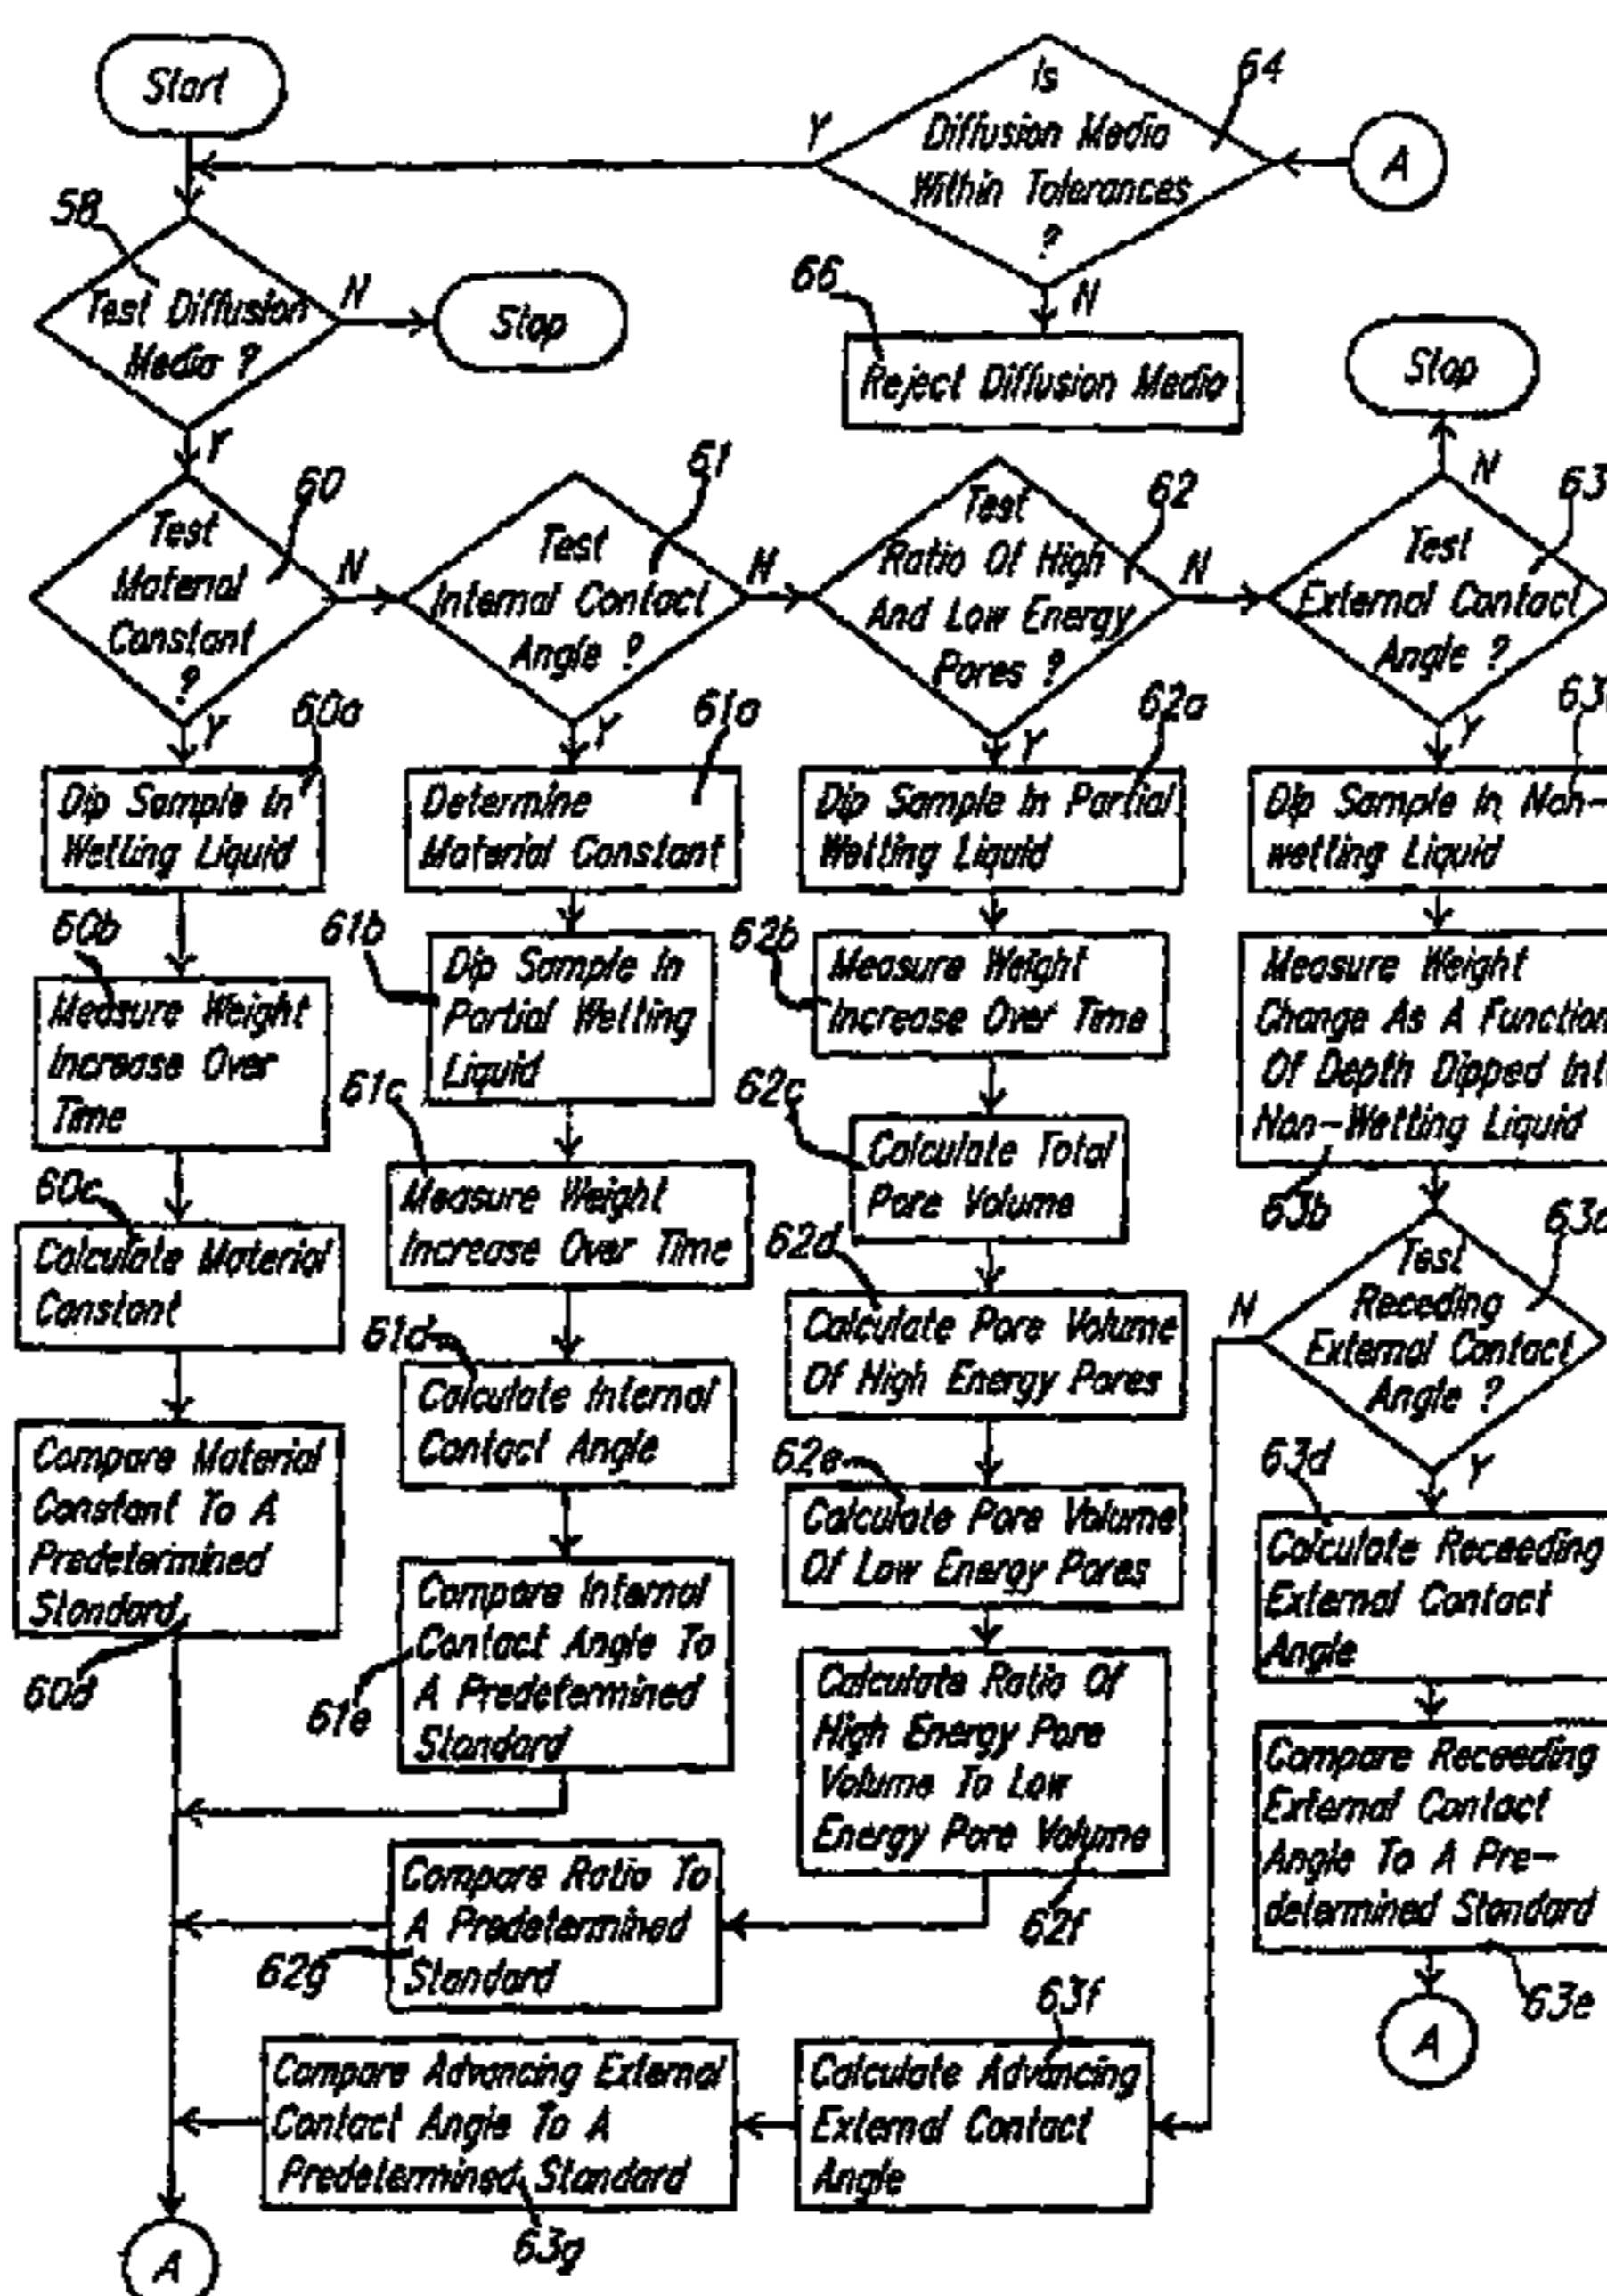 Start
Is
Diffusion Media
Within Tolerances
?
64
A
Y
N
58
Test Diffusion
Media ?
N
Stop
Y
66
Reject Diffusion Media
Stop
N
60
Test
Material
Constant
?
N
Y
61
Test
Internal Contact
Angle ?
N
Y
62
Test
Ratio Of High
And Low Energy
Pores ?
N
Y
63
Test
External Contact
Angle ?
Y
60a
Dip Sample In
Wetting Liquid
61a
Determine
Material Constant
62a
Dip Sample In Partial
Wetting Liquid
Dip Sample In Non-
wetting Liquid
60b
Measure Weight
Increase Over
Time
61b
Dip Sample In
Partial Wetting
Liquid
62b
Measure Weight
Increase Over Time
Measure Weight
Change As A Function
Of Depth Dipped
Non-Wetting Liquid
63b
60c
Calculate Material
Constant
61c
Measure Weight
Increase Over Time
62c
Calculate Total
Pore Volume
62d
Calculate Pore Volume
Of High Energy Pores
N
Test
Receding
External Contact
Angle ?
Y
60d
Compare Material
Constant To A
Predetermined
Standard
61d
Calculate Internal
Contact Angle
62e
Calculate Pore Volume
Of Low Energy Pores
63d
Calculate Receeding
External Contact
Angle
61e
Compare Internal
Contact Angle To
A Predetermined
Standard
Calculate Ratio Of
High Energy Pore
Volume To Low
Energy Pore Volume
62f
Compare Receeding
External Contact
Angle To A Pre-
determined Standard
63e
A
Compare Ratio To
A Predetermined
Standard
62g
63f
Calculate Advancing
External Contact
Angle
Compare Advancing External
Contact Angle To A
Predetermined Standard
63g
A